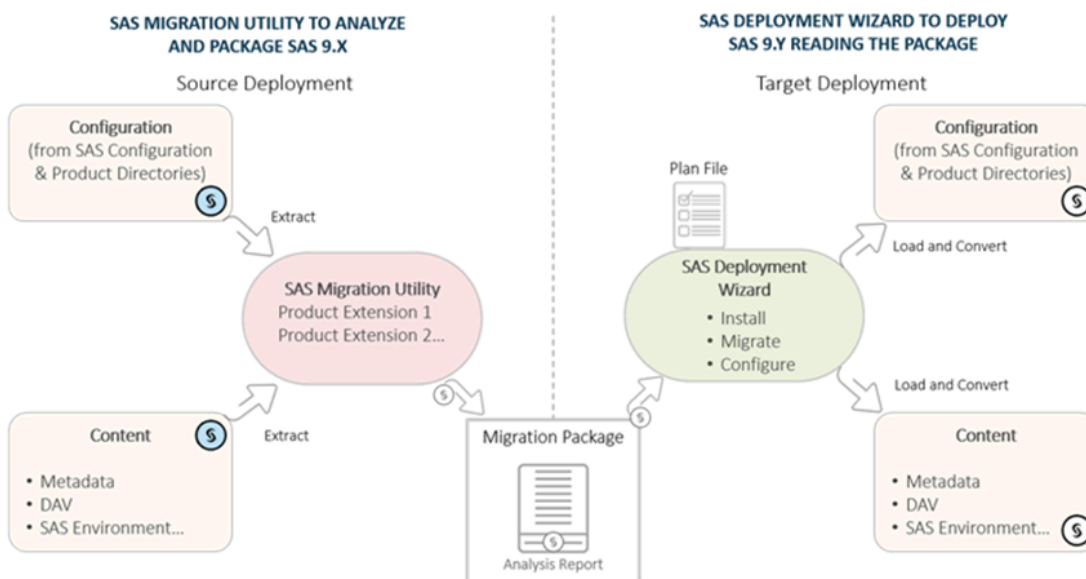 SAS MIGRATION UTILITY TO ANALYZE
AND PACKAGE SAS 9.X
Source Deployment
Configuration
(from SAS Configuration
& Product Directories)
Extract
SAS Migration Utility
Product Extension 1
Product Extension 2...
Extract
Content
• Metadata
• DAV
• SAS Environment...
Migration Package
Analysis Report
SAS DEPLOYMENT WIZARD TO DEPLOY
SAS 9.Y READING THE PACKAGE
Target Deployment
Plan File
SAS Deployment
Wizard
• Install
• Migrate
• Configure
Configuration
(from SAS Configuration
& Product Directories)
Load and Convert
Load and Convert
Content
• Metadata
• DAV
• SAS Environment...